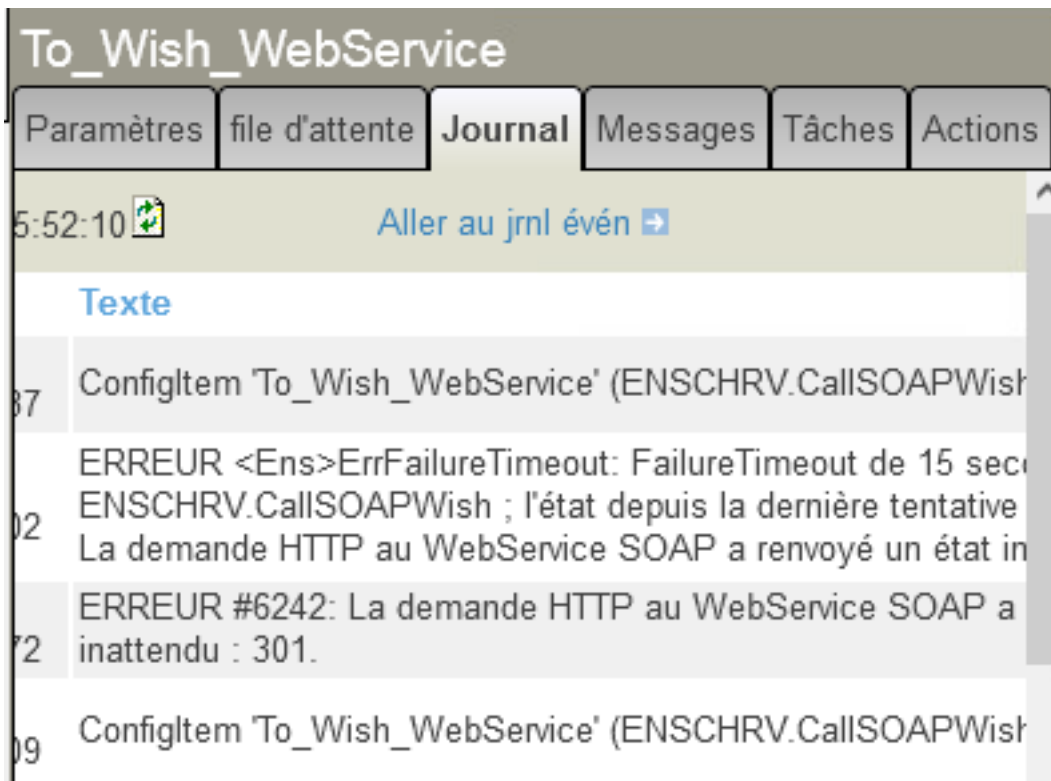 To_Wish_WebService
Paramètres file d'attente Journal Messages Tâches Actions
5:52:10 Aller au jrnl évén
Texte
37 ConfigItem 'To_Wish_WebService' (ENSCHRV.CallSOAPWish
ERREUR <Ens>ErrFailureTimeout: FailureTimeout de 15 seco
ENSCHRV.CallSOAPWish ; l'état depuis la dernière tentative
02
La demande HTTP au WebService SOAP a renvoyé un état in
ERREUR #6242: La demande HTTP au WebService SOAP a
72 inattendu : 301.
09 ConfigItem 'To_Wish_WebService' (ENSCHRV.CallSOAPWish